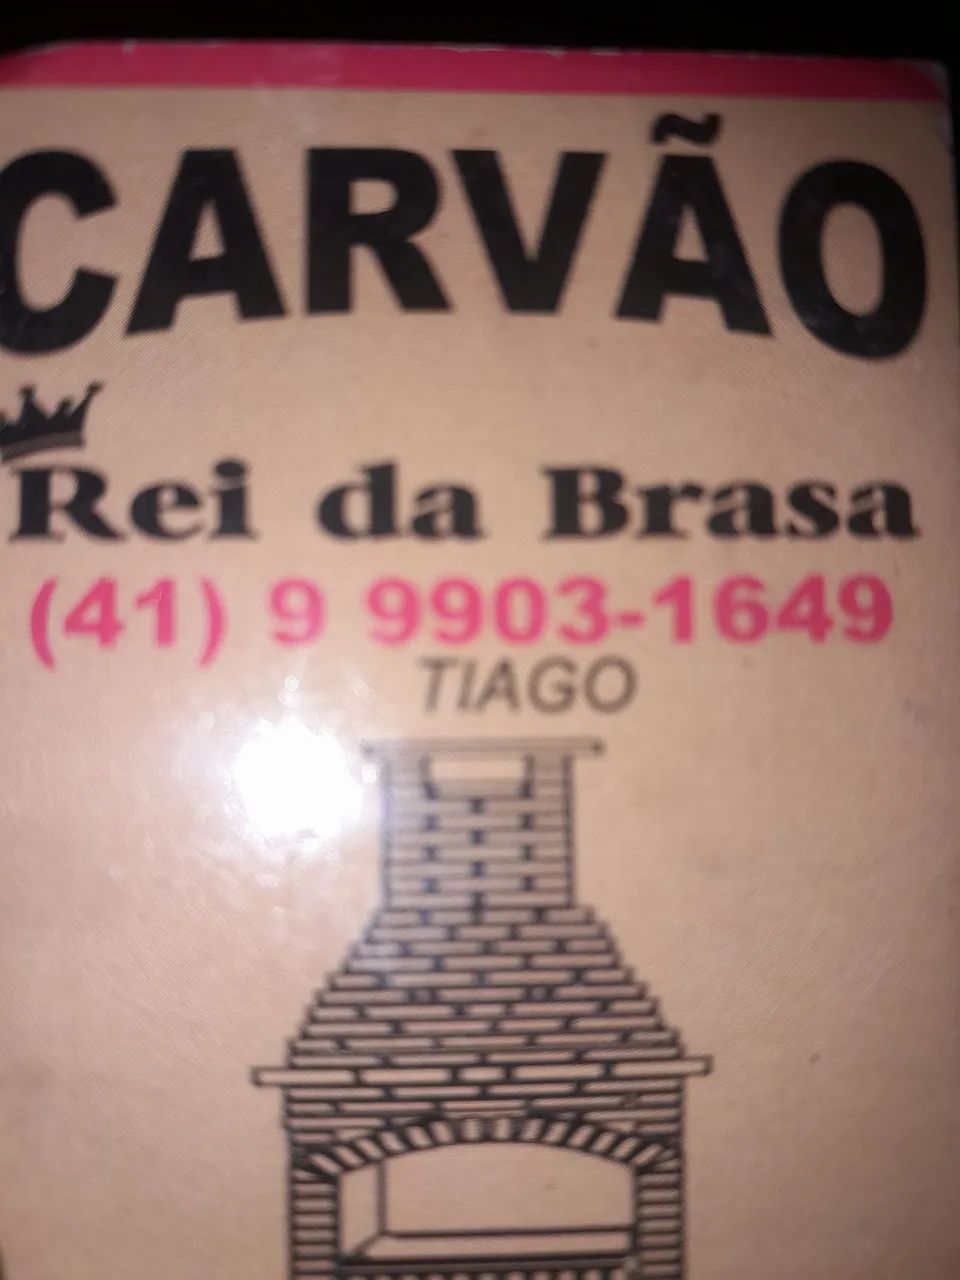 CARVÃO
Rei da Brasa
(41) 9 9903-1649
TIAGO